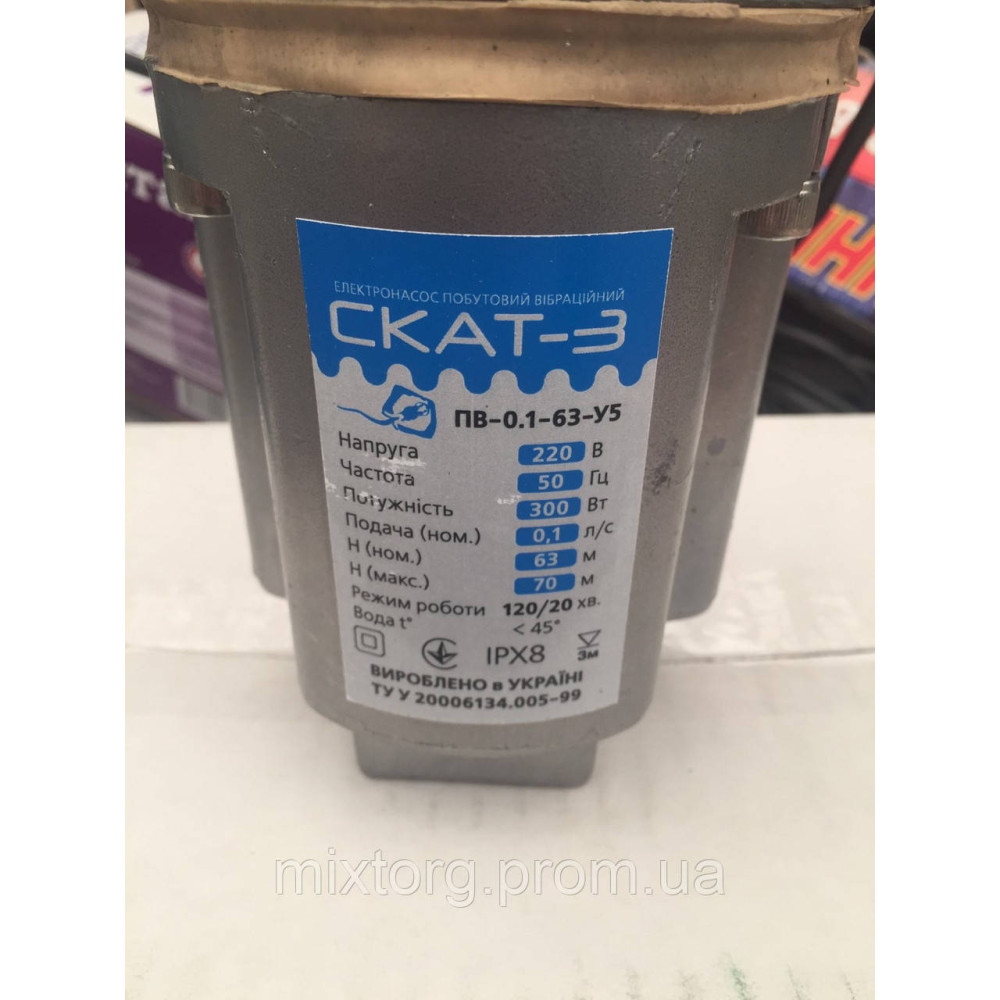 ЕЛЕКТРОНАСОС ПОБУТОВИЙ ВІБРАЦІЙНИЙ
СКАТ-3
ПВ-0.1-63-У5
Напруга 220 В
Частота 50 Гц
Потужність 300 Вт
Подача (ном.) 0,1 л/с
Н (ном.) 63 м
Н (макс.) 70 м
Режим роботи 120/20 хв.
Вода t° < 45°
IPX8 3м
ВИРОБЛЕНО в УКРАЇНІ
ТУ У 20006134.005-99
mixtorg.prom.ua